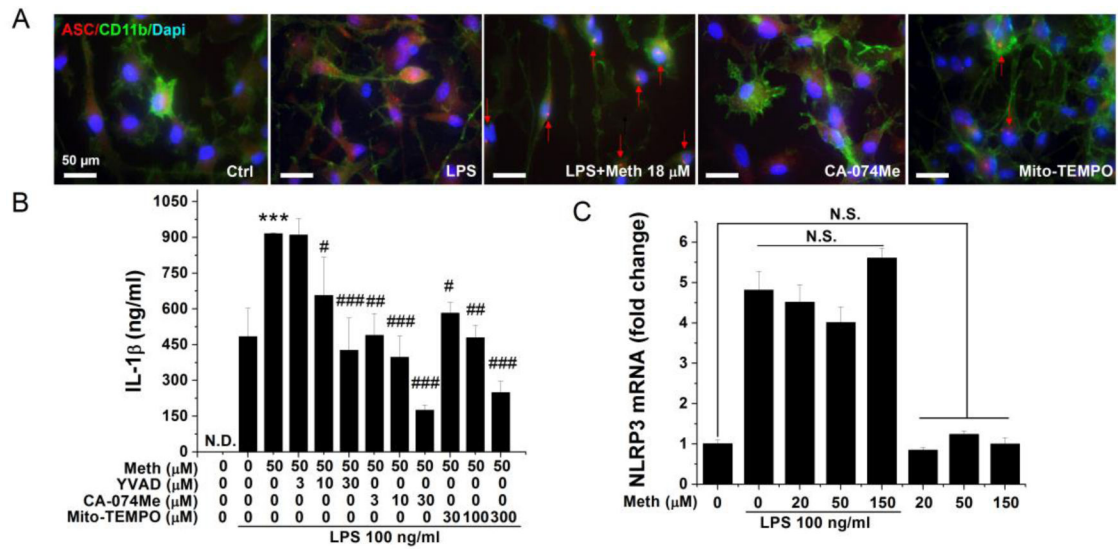 A
ASC/CD11b/Dapi
50 μm
Ctrl
LPS
LPS+Meth 18 μM
CA-074Me
Mito-TEMPO
B
IL-1β (ng/ml)
1050
900
750
600
450
300
150
0
N.D.
***
#
###
##
###
###
#
##
###
Meth (μM) 0 0 50 50 50 50 50 50 50 50 50 50
YVAD (μM) 0 0 0 3 10 30 0 0 0 0 0 0
CA-074Me (μM) 0 0 0 0 0 0 3 10 30 0 0 0
Mito-TEMPO (μM) 0 0 0 0 0 0 0 0 0 30 100 300
LPS 100 ng/ml
C
NLRP3 mRNA (fold change)
6
5
4
3
2
1
0
N.S.
N.S.
Meth (μM) 0 0 20 50 150 20 50 150
LPS 100 ng/ml